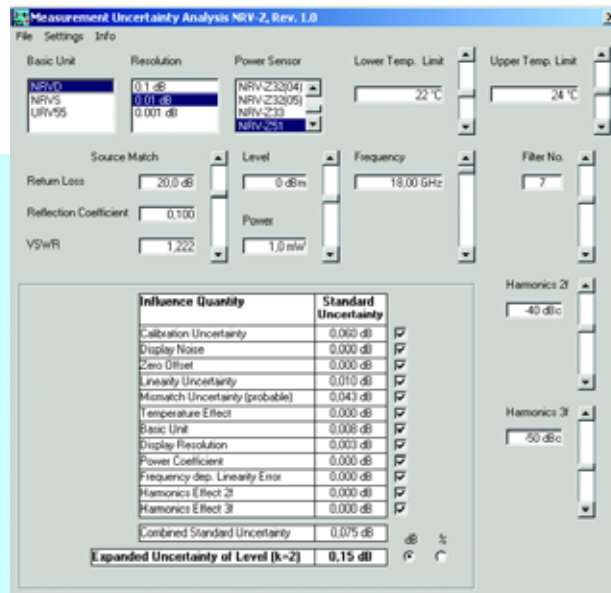 Measurement Uncertainty Analysis NRV-Z, Rev. 1.0
File Settings Info
Basic Unit Resolution Power Sensor Lower Temp. Limit Upper Temp. Limit
NRVD 0.1 dB NRV-Z32(04)
NRVS 0.01 dB NRV-Z32(05) 22 °C 24 °C
URV55 0.001 dB NRV-Z33
NRV-Z51
Source Match Level Frequency Filter No.
Return Loss 20,0 dB 0 dBm 18,00 GHz 7
Reflection Coefficient 0,100 Power
VSWR 1,222 1,0 mW
Harmonics 2f
-40 dBc
Harmonics 3f
-50 dBc
Influence Quantity Standard Uncertainty
Calibration Uncertainty 0,060 dB
Display Noise 0,000 dB
Zero Offset 0,000 dB
Linearity Uncertainty 0,010 dB
Mismatch Uncertainty (probable) 0,043 dB
Temperature Effect 0,000 dB
Basic Unit 0,008 dB
Display Resolution 0,003 dB
Power Coefficient 0,000 dB
Frequency dep. Linearity Error 0,000 dB
Harmonics Effect 2f 0,000 dB
Harmonics Effect 3f 0,000 dB
Combined Standard Uncertainty 0,075 dB dB %
Expanded Uncertainty of Level (k=2) 0,15 dB